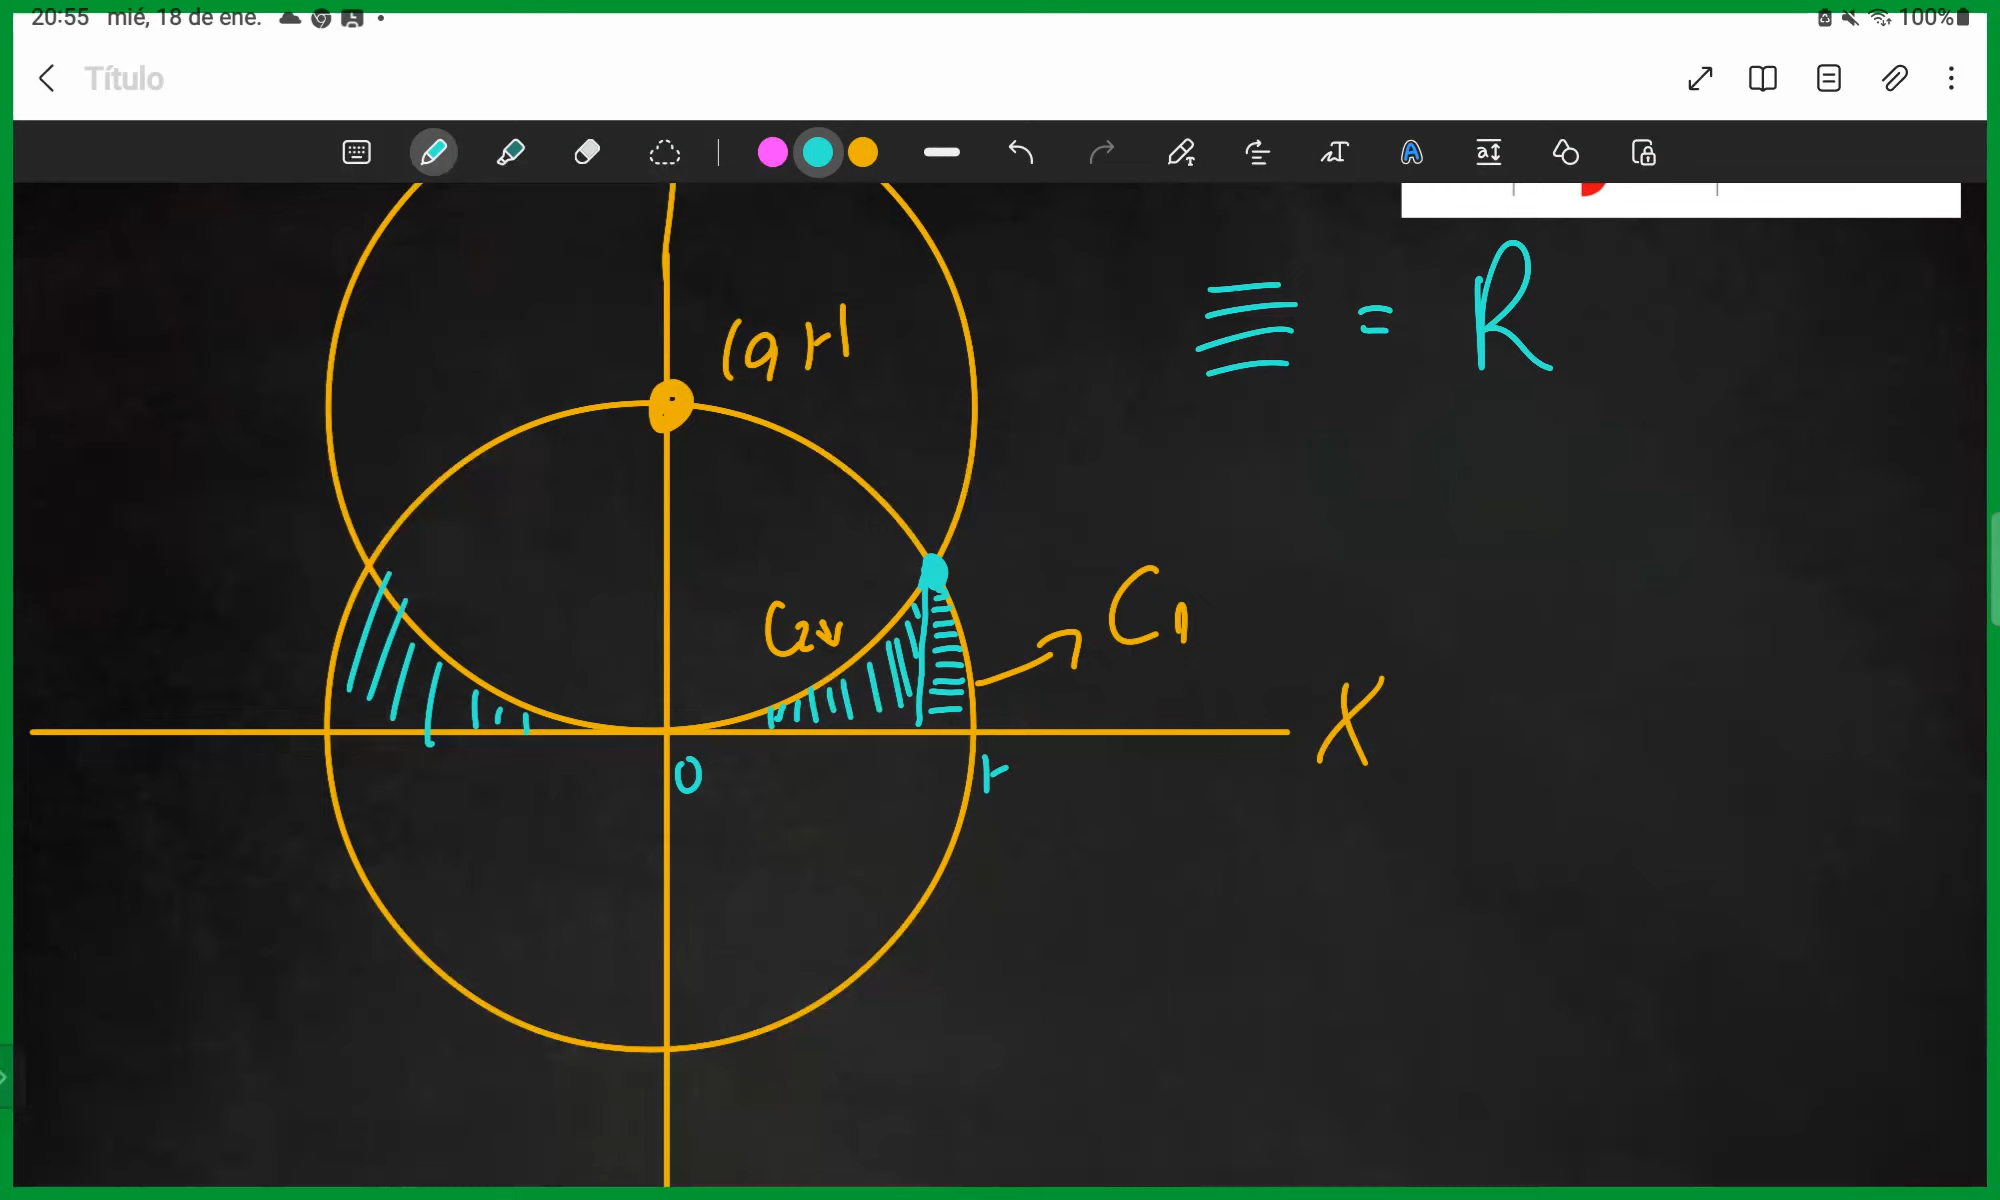 20:55 mié, 18 de ene. 100%
Título
= R
(0, r)
C2
C1
X
0 r